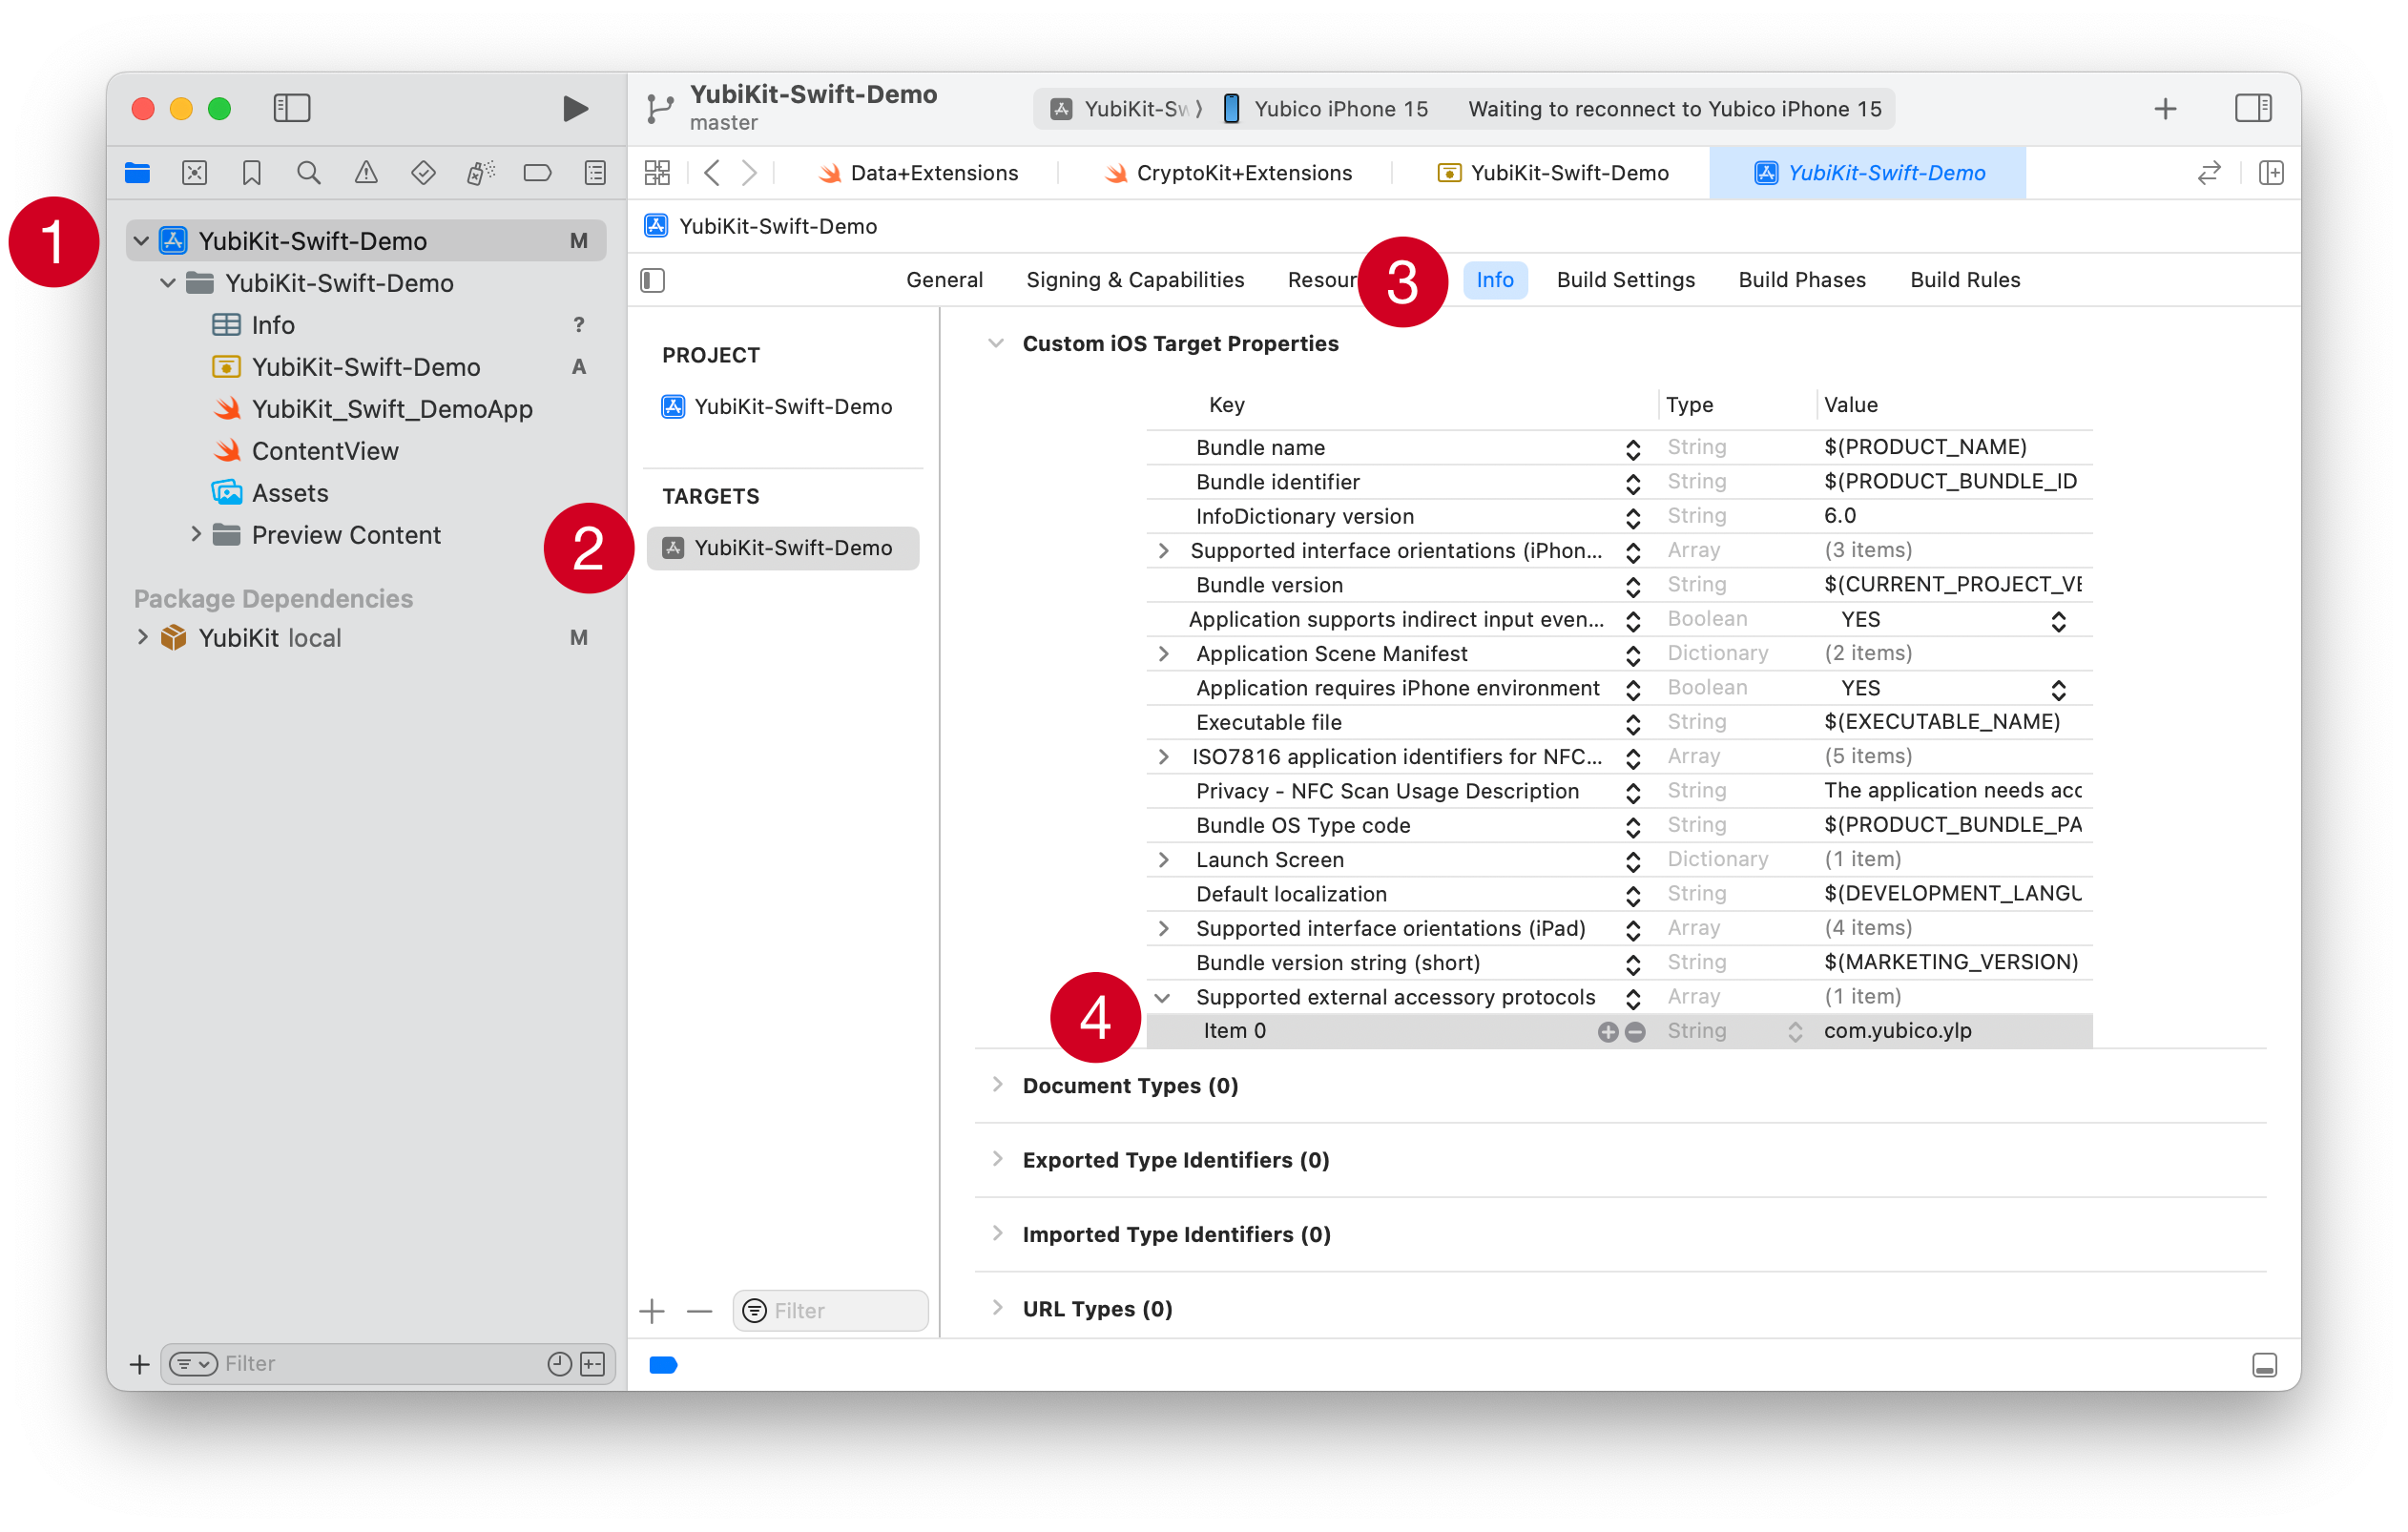 YubiKit-Swift-Demo
master
YubiKit-Sw
Yubico iPhone 15
Waiting to reconnect to Yubico iPhone 15
Data+Extensions
CryptoKit+Extensions
YubiKit-Swift-Demo
YubiKit-Swift-Demo
1
YubiKit-Swift-Demo M
YubiKit-Swift-Demo
Info ?
YubiKit-Swift-Demo A
YubiKit_Swift_DemoApp
ContentView
Assets
Preview Content
Package Dependencies
YubiKit local M
Filter
YubiKit-Swift-Demo
General
Signing & Capabilities
Resour
3
Info
Build Settings
Build Phases
Build Rules
PROJECT
YubiKit-Swift-Demo
TARGETS
2
YubiKit-Swift-Demo
Filter
Custom iOS Target Properties
Key Type Value
Bundle name String $(PRODUCT_NAME)
Bundle identifier String $(PRODUCT_BUNDLE_ID
InfoDictionary version String 6.0
Supported interface orientations (iPhon... Array (3 items)
Bundle version String $(CURRENT_PROJECT_VE
Application supports indirect input even... Boolean YES
Application Scene Manifest Dictionary (2 items)
Application requires iPhone environment Boolean YES
Executable file String $(EXECUTABLE_NAME)
ISO7816 application identifiers for NFC... Array (5 items)
Privacy - NFC Scan Usage Description String The application needs acc
Bundle OS Type code String $(PRODUCT_BUNDLE_PA
Launch Screen Dictionary (1 item)
Default localization String $(DEVELOPMENT_LANGU
Supported interface orientations (iPad) Array (4 items)
Bundle version string (short) String $(MARKETING_VERSION)
Supported external accessory protocols Array (1 item)
4
Item 0 String com.yubico.ylp
Document Types (0)
Exported Type Identifiers (0)
Imported Type Identifiers (0)
URL Types (0)